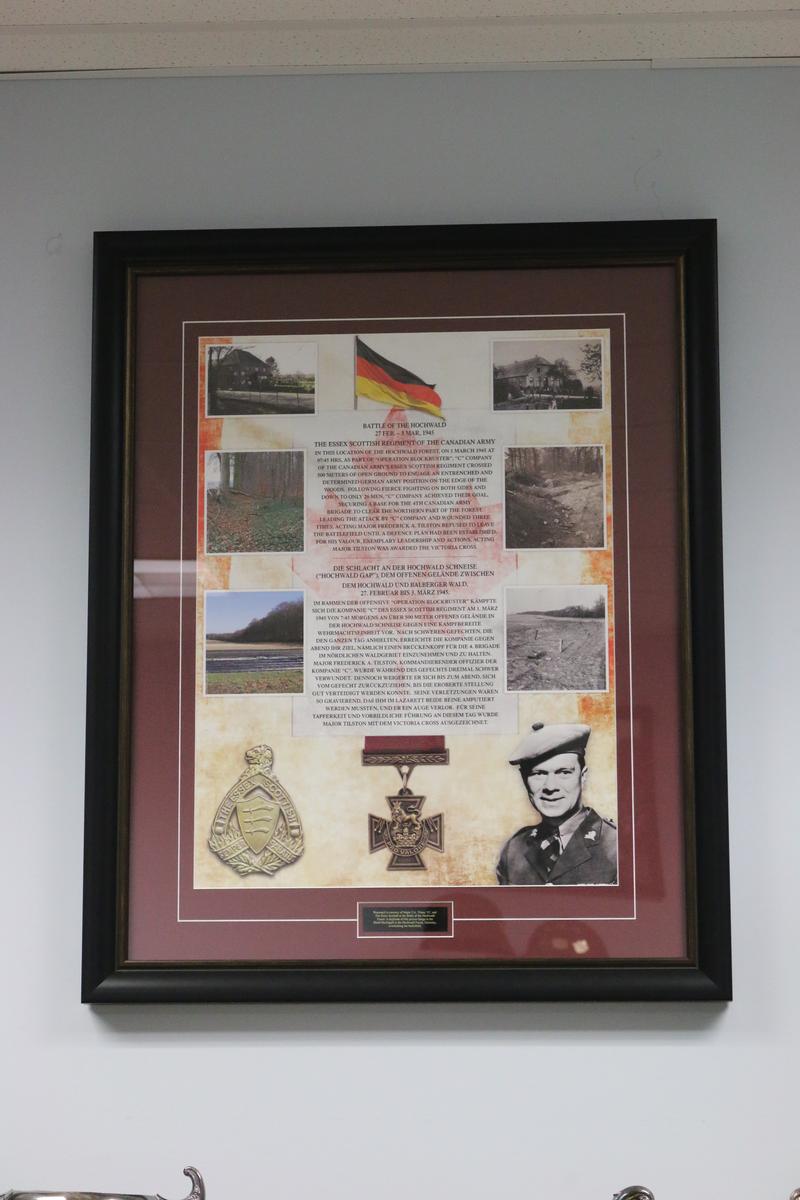 BATTLE OF THE HOCHWALD
27 FEB. – 3 MAR, 1945
THE ESSEX SCOTTISH REGIMENT OF THE CANADIAN ARMY
IN THIS LOCATION OF THE HOCHWALD FOREST, ON 1 MARCH 1945 AT
07:45 HRS, AS PART OF "OPERATION BLOCKBUSTER", "C" COMPANY
OF THE CANADIAN ARMY'S ESSEX SCOTTISH REGIMENT CROSSED
500 METERS OF OPEN GROUND TO ENGAGE AN ENTRENCHED AND
DETERMINED GERMAN ARMY POSITION ON THE EDGE OF THE
WOODS. FOLLOWING FIERCE FIGHTING ON BOTH SIDES AND
DOWN TO ONLY 26 MEN, "C" COMPANY ACHIEVED THEIR GOAL,
SECURING A BASE FOR THE 4TH CANADIAN ARMY
BRIGADE TO CLEAR THE NORTHERN PART OF THE FOREST.
LEADING THE ATTACK BY "C" COMPANY AND WOUNDED THREE
TIMES, ACTING MAJOR FREDERICK A. TILSTON REFUSED TO LEAVE
THE BATTLEFIELD UNTIL A DEFENCE PLAN HAD BEEN ESTABLISHED.
FOR HIS VALOUR, EXEMPLARY LEADERSHIP AND ACTIONS, ACTING
MAJOR TILSTON WAS AWARDED THE VICTORIA CROSS.
DIE SCHLACHT AN DER HOCHWALD SCHNEISE
("HOCHWALD GAP"), DEM OFFENEN GELÄNDE ZWISCHEN
DEM HOCHWALD UND BALBERGER WALD,
27. FEBRUAR BIS 3. MÄRZ 1945.
IM RAHMEN DER OFFENSIVE "OPERATION BLOCKBUSTER" KÄMPFTE
SICH DIE KOMPANIE "C" DES ESSEX SCOTTISH REGIMENT AM 1. MÄRZ
1945 VON 7:45 MORGENS AN ÜBER 500 METER OFFENES GELÄNDE IN
DER HOCHWALD SCHNEISE GEGEN EINE KAMPFBEREITE
WEHRMACHTSEINHEIT VOR. NACH SCHWEREN GEFECHTEN, DIE
DEN GANZEN TAG ANHIELTEN, ERREICHTE DIE KOMPANIE GEGEN
ABEND IHR ZIEL, NÄMLICH EINEN BRÜCKENKOPF FÜR DIE 4. BRIGADE
IM NÖRDLICHEN WALDGEBIET EINZUNEHMEN UND ZU HALTEN.
MAJOR FREDERICK A. TILSTON, KOMMANDIERENDER OFFIZIER DER
KOMPANIE "C", WURDE WÄHREND DES GEFECHTS DREIMAL SCHWER
VERWUNDET. DENNOCH WEIGERTE ER SICH BIS ZUM ABEND, SICH
VOM GEFECHT ZURÜCKZUZIEHEN, BIS DIE EROBERTE STELLUNG
GUT VERTEIDIGT WERDEN KONNTE. SEINE VERLETZUNGEN WAREN
SO GRAVIEREND, DAß IHM IM LAZARETT BEIDE BEINE AMPUTIERT
WERDEN MUSSTEN, UND ER EIN AUGE VERLOR. FÜR SEINE
TAPFERKEIT UND VORBILDLICHE FÜHRUNG AN DIESEM TAG WURDE
MAJOR TILSTON MIT DEM VICTORIA CROSS AUSGEZEICHNET.
THE ESSEX SCOTTISH